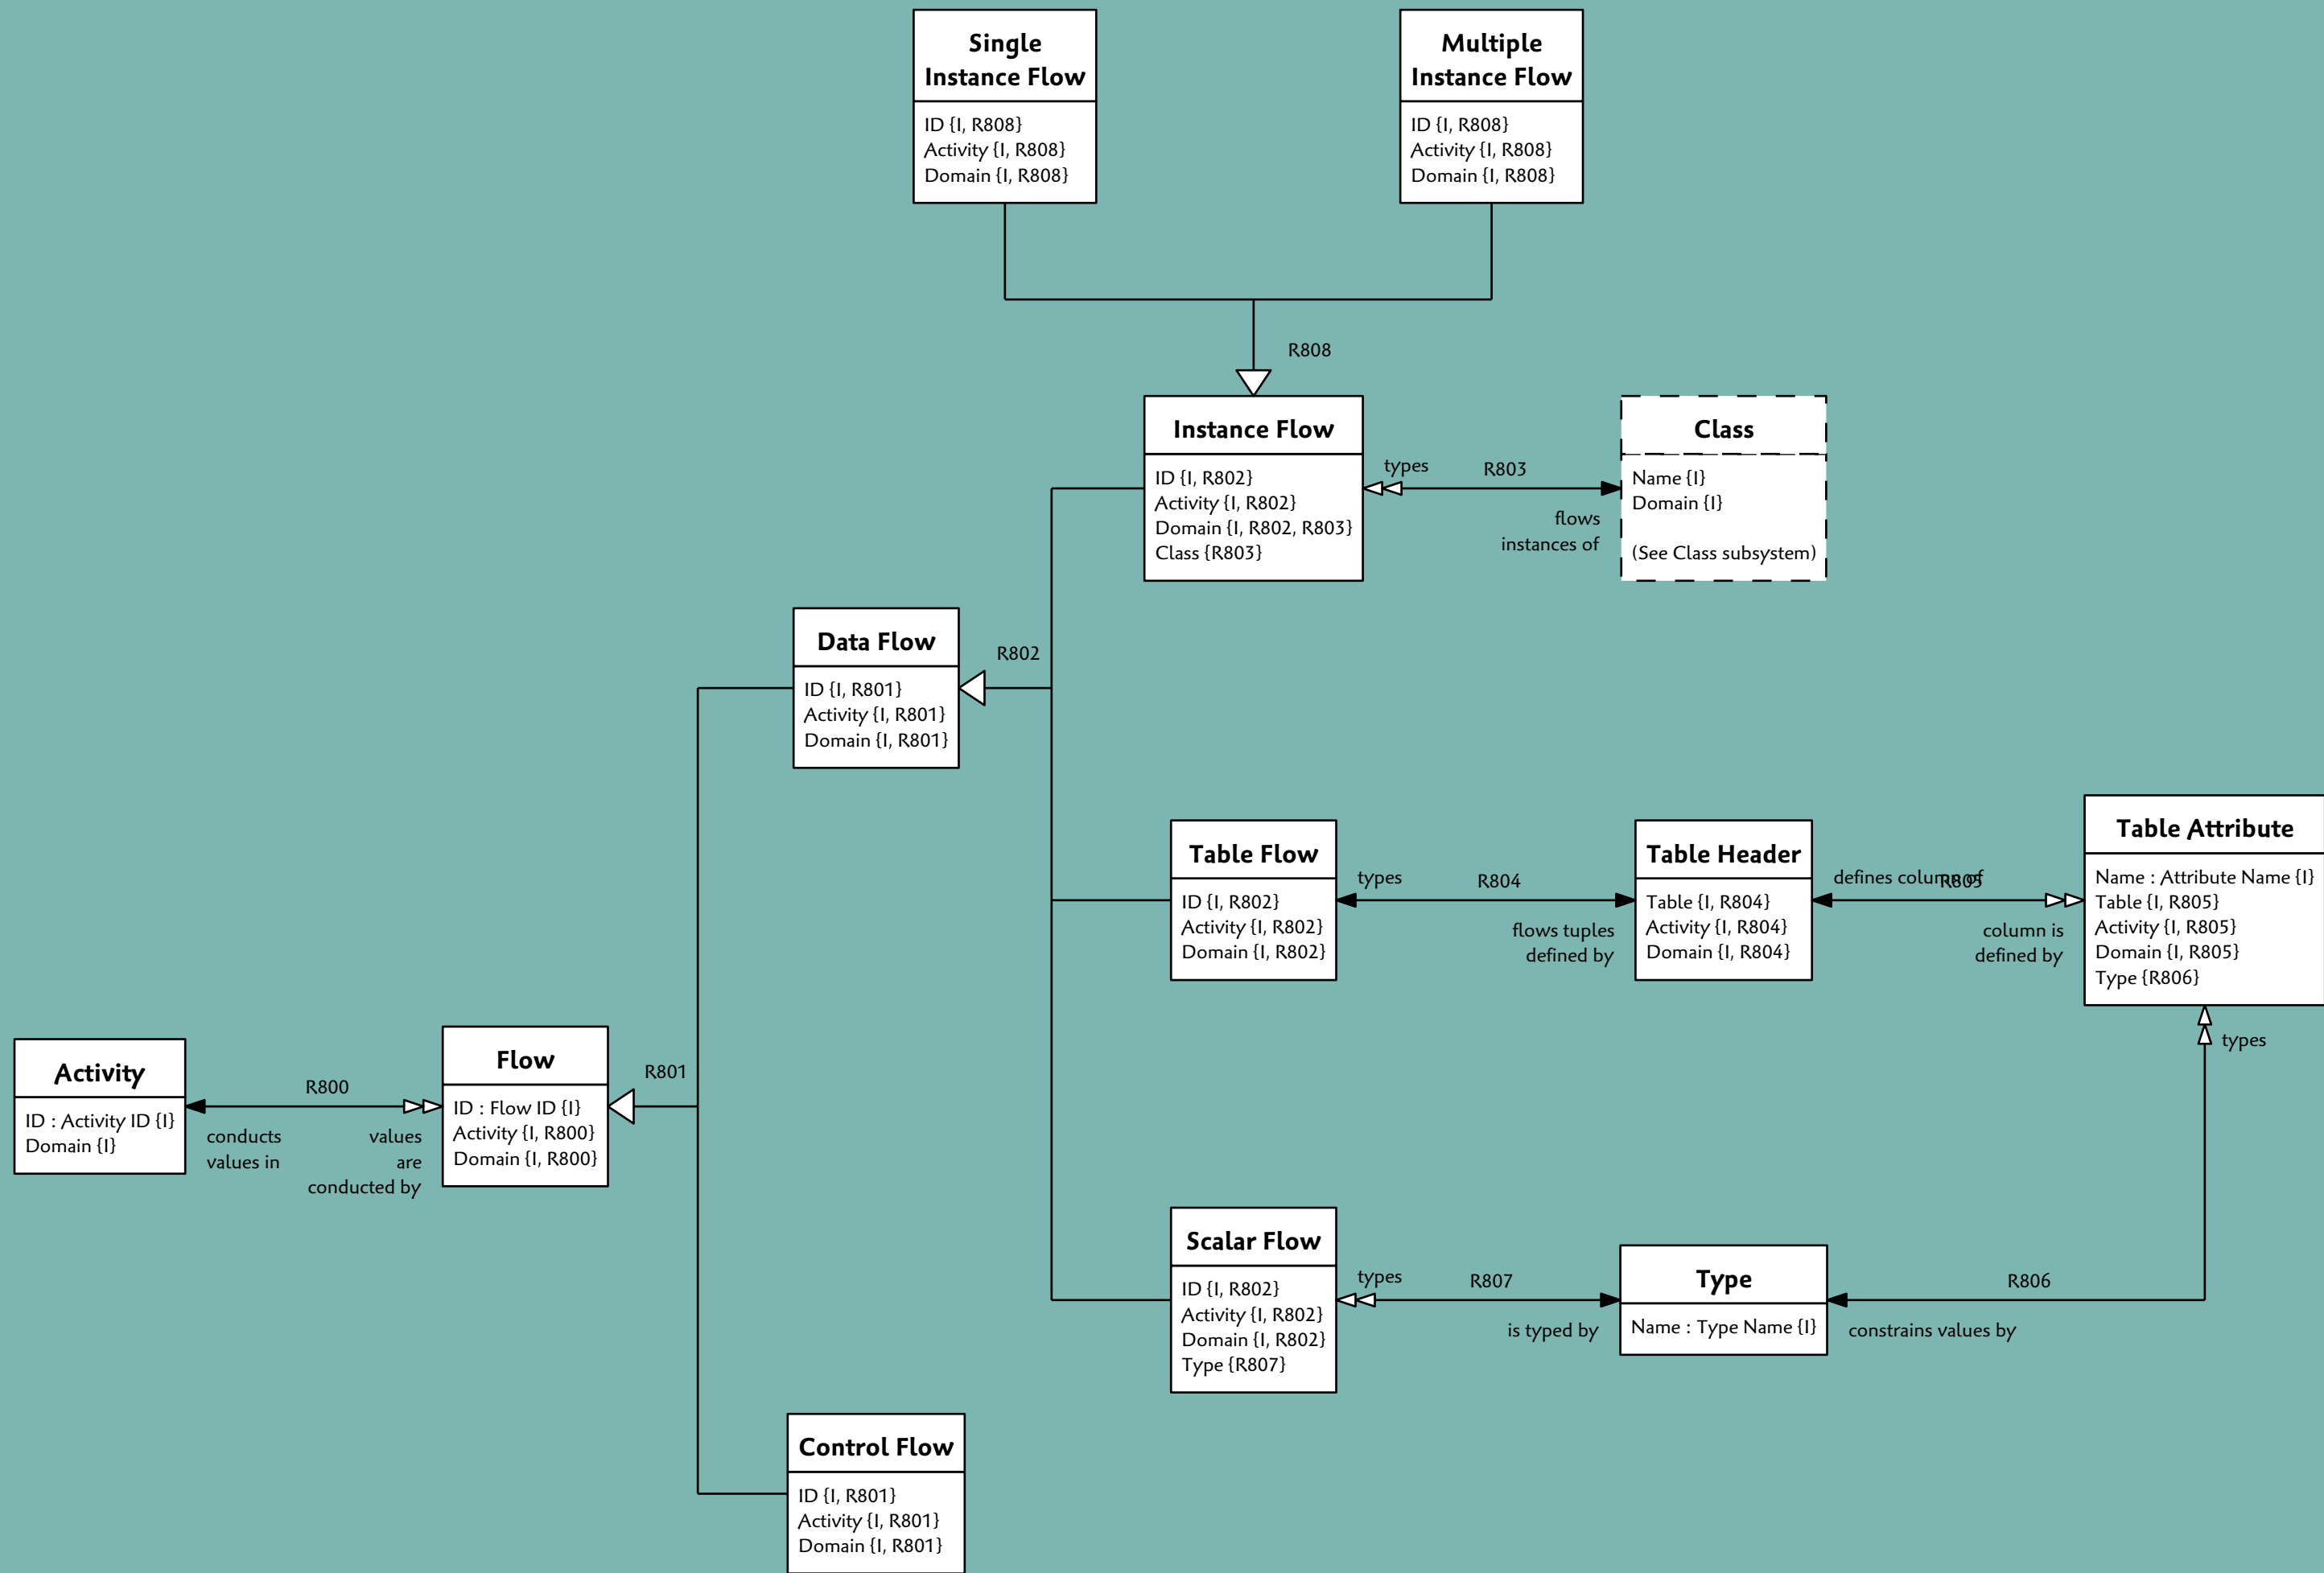 Single
Instance Flow
ID {I, R808}
Activity {I, R808}
Domain {I, R808}
Multiple
Instance Flow
ID {I, R808}
Activity {I, R808}
Domain {I, R808}
R808
Instance Flow
ID {I, R802}
Activity {I, R802}
Domain {I, R802, R803}
Class {R803}
types
R803
flows
instances of
Class
Name {I}
Domain {I}
(See Class subsystem)
Data Flow
ID {I, R801}
Activity {I, R801}
Domain {I, R801}
R802
Table Flow
ID {I, R802}
Activity {I, R802}
Domain {I, R802}
types
R804
flows tuples
defined by
Table Header
Table {I, R804}
Activity {I, R804}
Domain {I, R804}
defines column of
R805
column is
defined by
Table Attribute
Name : Attribute Name {I}
Table {I, R805}
Activity {I, R805}
Domain {I, R805}
Type {R806}
types
Activity
ID : Activity ID {I}
Domain {I}
R800
conducts
values in
values
are
conducted by
Flow
ID : Flow ID {I}
Activity {I, R800}
Domain {I, R800}
R801
Scalar Flow
ID {I, R802}
Activity {I, R802}
Domain {I, R802}
Type {R807}
types
R807
is typed by
Type
Name : Type Name {I}
R806
constrains values by
Control Flow
ID {I, R801}
Activity {I, R801}
Domain {I, R801}